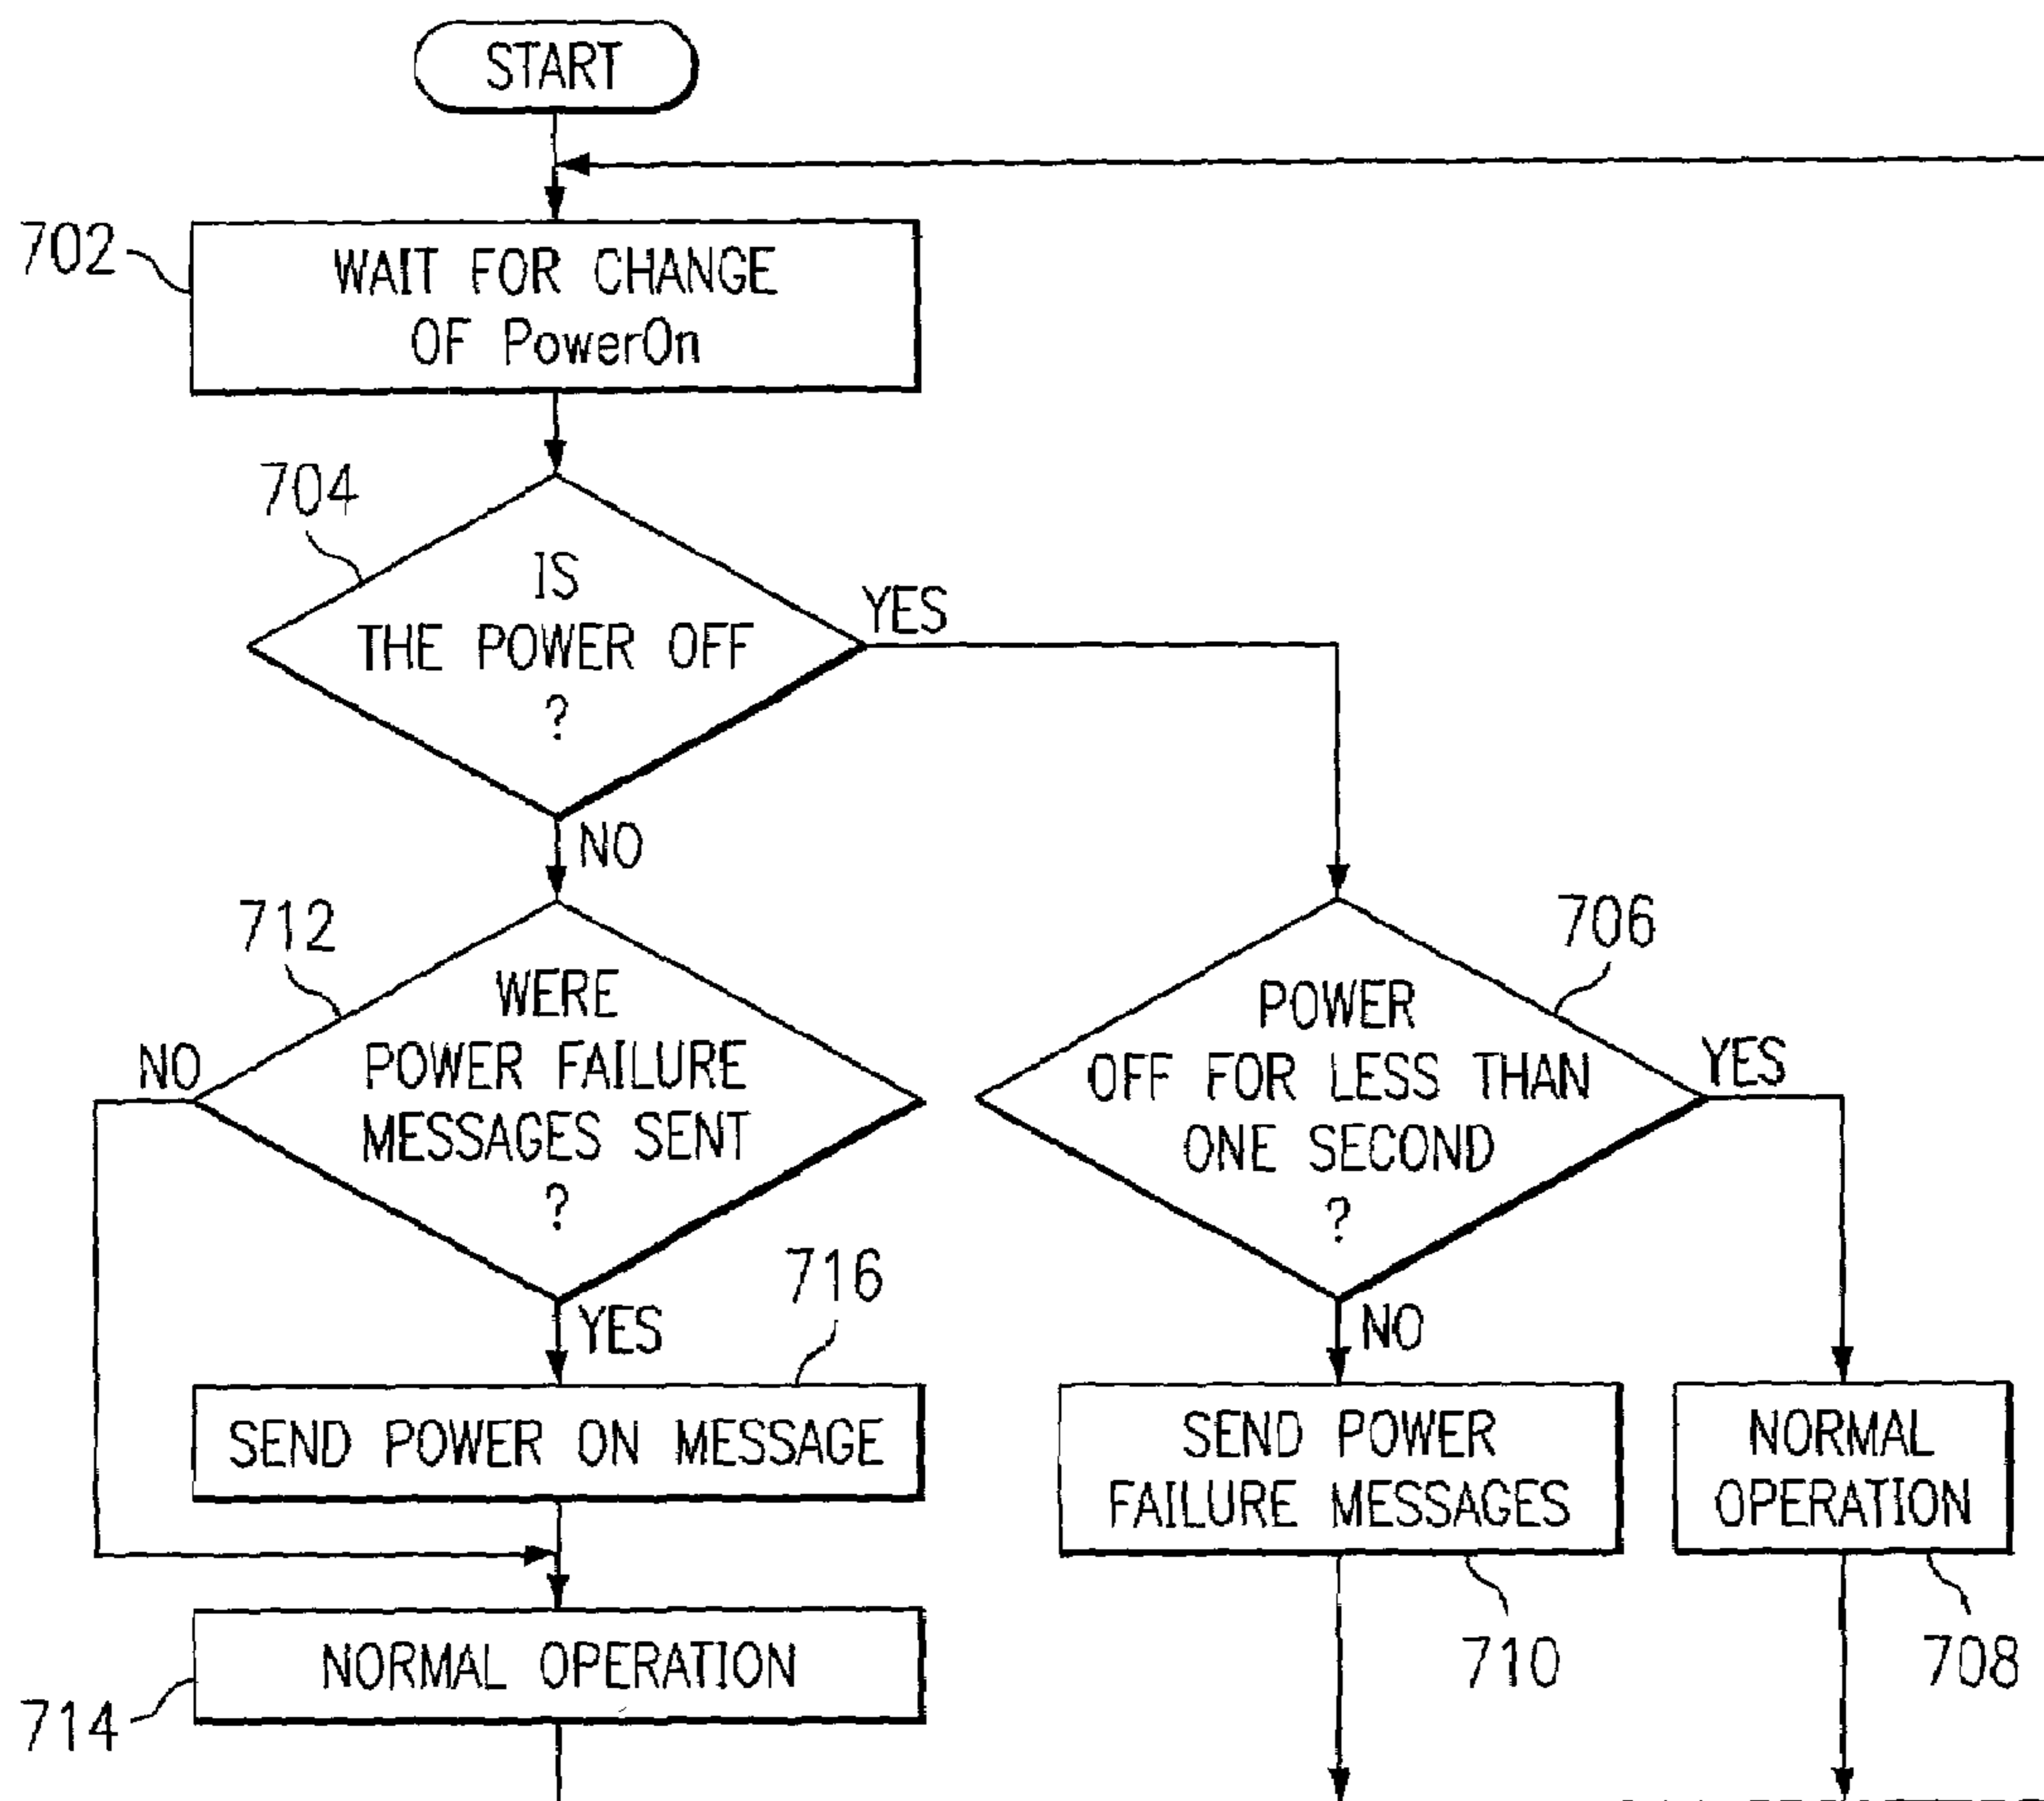 START
702
WAIT FOR CHANGE
OF PowerOn
704
IS
THE POWER OFF
?
YES
NO
712
WERE
POWER FAILURE
MESSAGES SENT
?
NO
YES
706
POWER
OFF FOR LESS THAN
ONE SECOND
?
YES
NO
716
SEND POWER ON MESSAGE
SEND POWER
FAILURE MESSAGES
710
NORMAL
OPERATION
708
NORMAL OPERATION
714